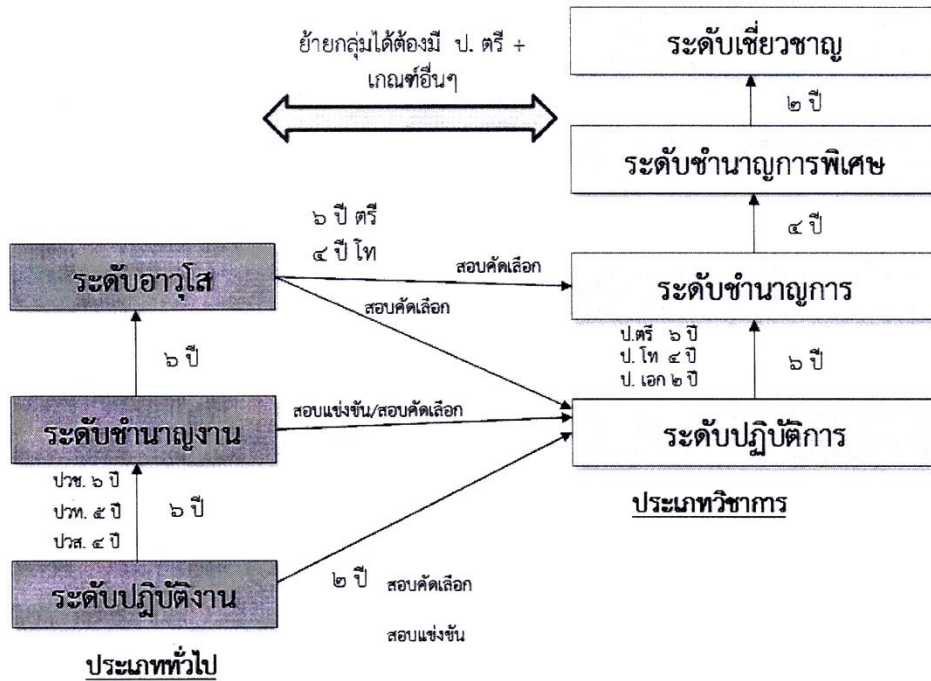 ย้ายกลุ่มได้ต้องมี ป. ตรี +
เกณฑ์อื่นๆ
ระดับเชี่ยวชาญ
๒ ปี
ระดับชำนาญการพิเศษ
๔ ปี
๖ ปี ตรี
๔ ปี โท
ระดับอาวุโส
สอบคัดเลือก
สอบคัดเลือก
ระดับชำนาญการ
๖ ปี
ป.ตรี ๖ ปี
ป. โท ๔ ปี
ป. เอก ๒ ปี
๖ ปี
ระดับชำนาญงาน
สอบแข่งขัน/สอบคัดเลือก
ระดับปฏิบัติการ
ปวช. ๖ ปี
ปวท. ๕ ปี
ปวส. ๔ ปี
๖ ปี
ประเภทวิชาการ
ระดับปฏิบัติงาน
๒ ปี
สอบคัดเลือก
สอบแข่งขัน
ประเภททั่วไป